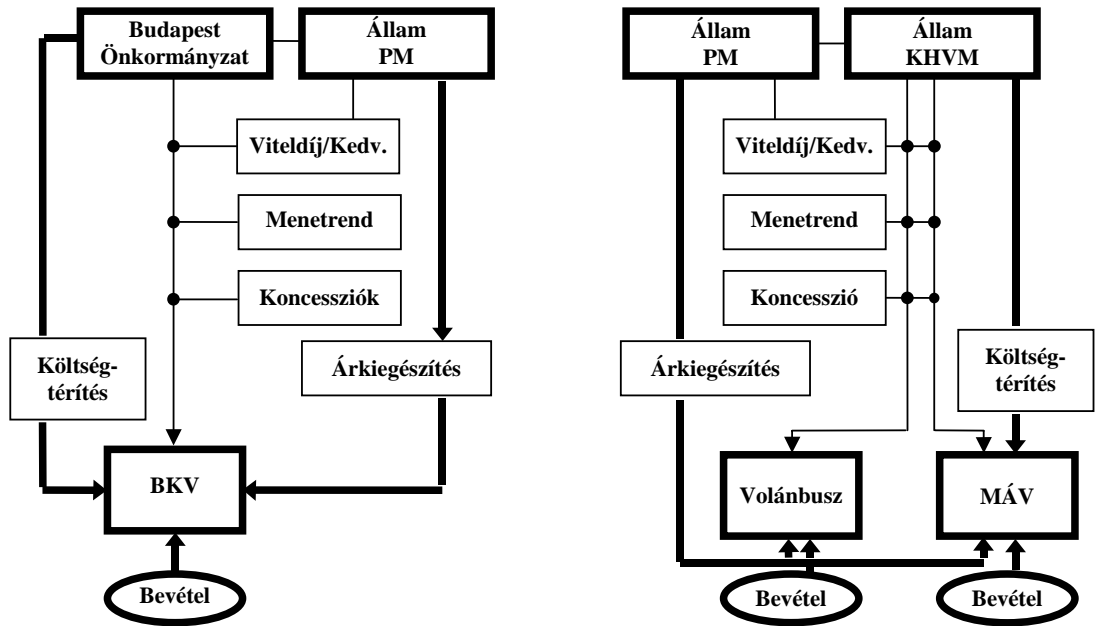 Budapest
Önkormányzat
Állam
PM
Viteldíj/Kedv.
Menetrend
Koncessziók
Költség-
térítés
Árkiegészítés
BKV
Bevétel
Állam
PM
Állam
KHVM
Viteldíj/Kedv.
Menetrend
Koncesszió
Árkiegészítés
Költség-
térítés
Volánbusz
MÁV
Bevétel
Bevétel